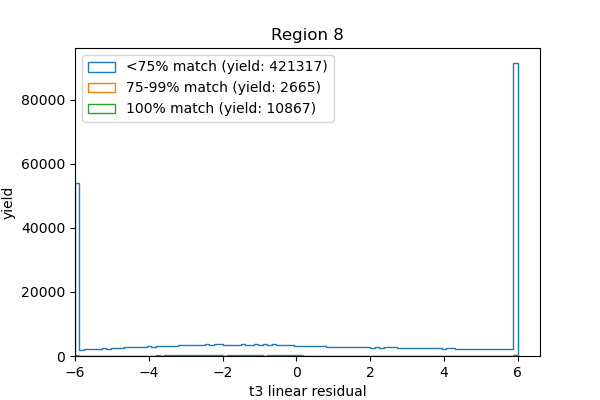 Region 8
<75% match (yield: 421317)
75-99% match (yield: 2665)
100% match (yield: 10867)
80000
60000
40000
20000
0
yield
−6
−4
−2
0
2
4
6
t3 linear residual